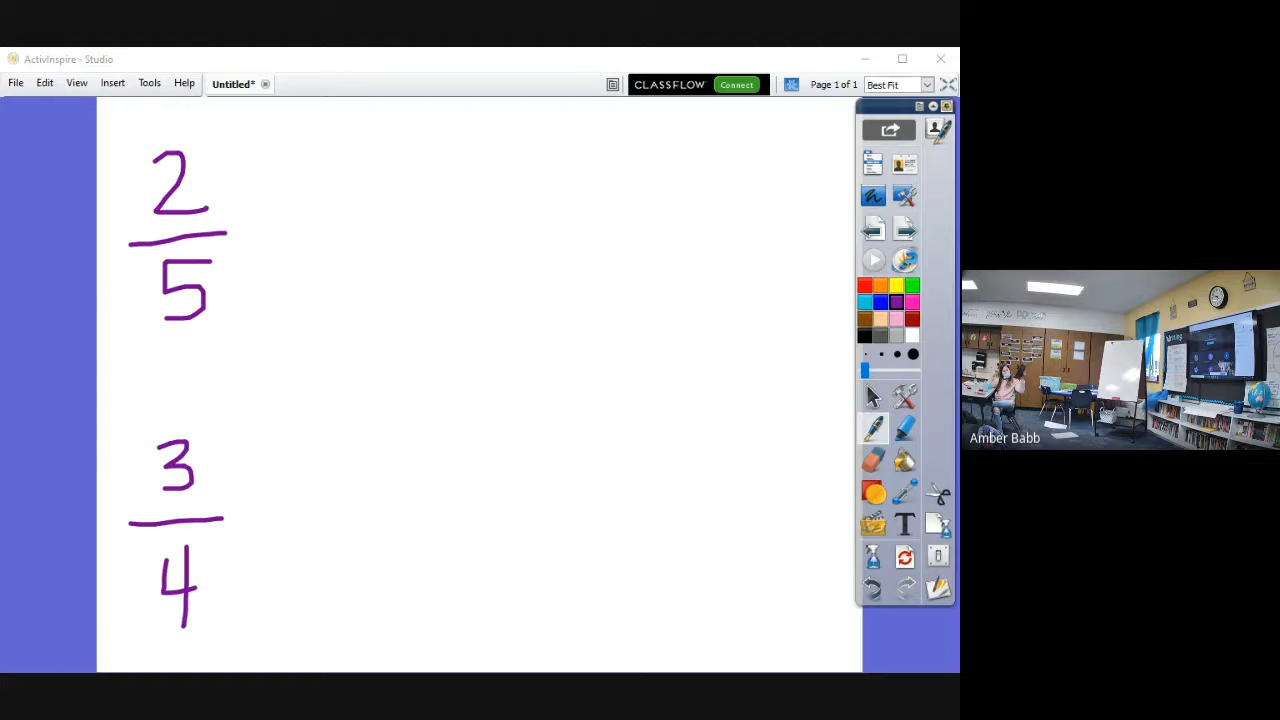 ActivInspire - Studio
File Edit View Insert Tools Help Untitled* CLASSFLOW Connect Page 1 of 1 Best Fit
2
5
3
4
T
Amber Babb